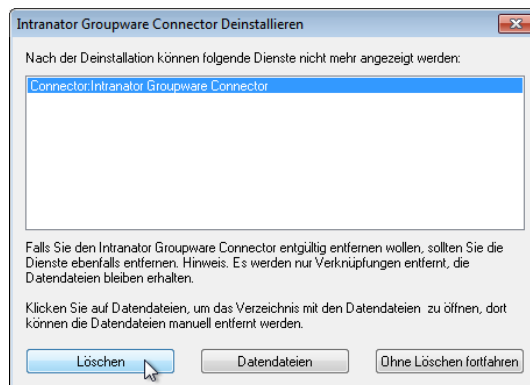 Intranator Groupware Connector Deinstallieren
Nach der Deinstallation können folgende Dienste nicht mehr angezeigt werden:
Connector:Intranator Groupware Connector
Falls Sie den Intranator Groupware Connector entgültig entfernen wollen, sollten Sie die
Dienste ebenfalls entfernen. Hinweis. Es werden nur Verknüpfungen entfernt, die
Datendateien bleiben erhalten.
Klicken Sie auf Datendateien, um das Verzeichnis mit den Datendateien zu öffnen, dort
können die Datendateien manuell entfernt werden.
Löschen
Datendateien
Ohne Löschen fortfahren